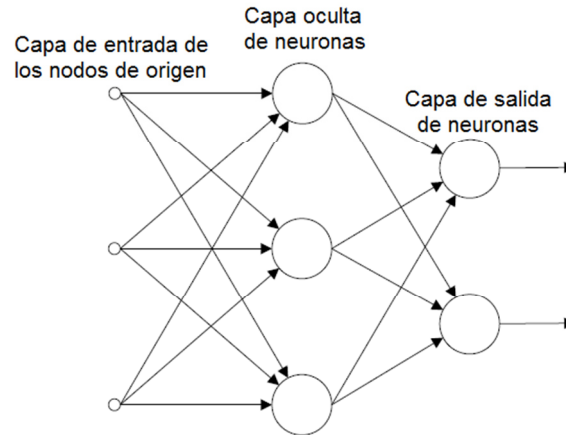 Capa de entrada de
los nodos de origen
Capa oculta
de neuronas
Capa de salida
de neuronas